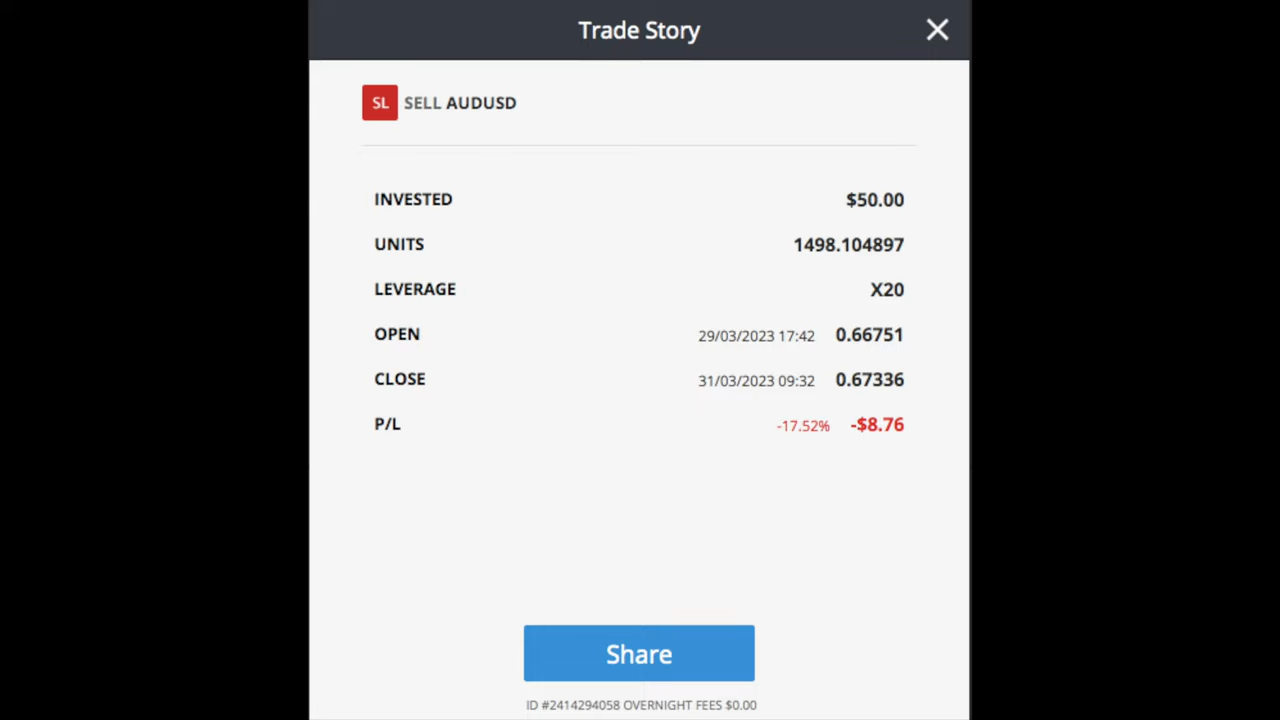 Trade Story
SL SELL AUDUSD
INVESTED $50.00
UNITS 1498.104897
LEVERAGE X20
OPEN 29/03/2023 17:42 0.66751
CLOSE 31/03/2023 09:32 0.67336
P/L -17.52% -$8.76
Share
ID #2414294058 OVERNIGHT FEES $0.00